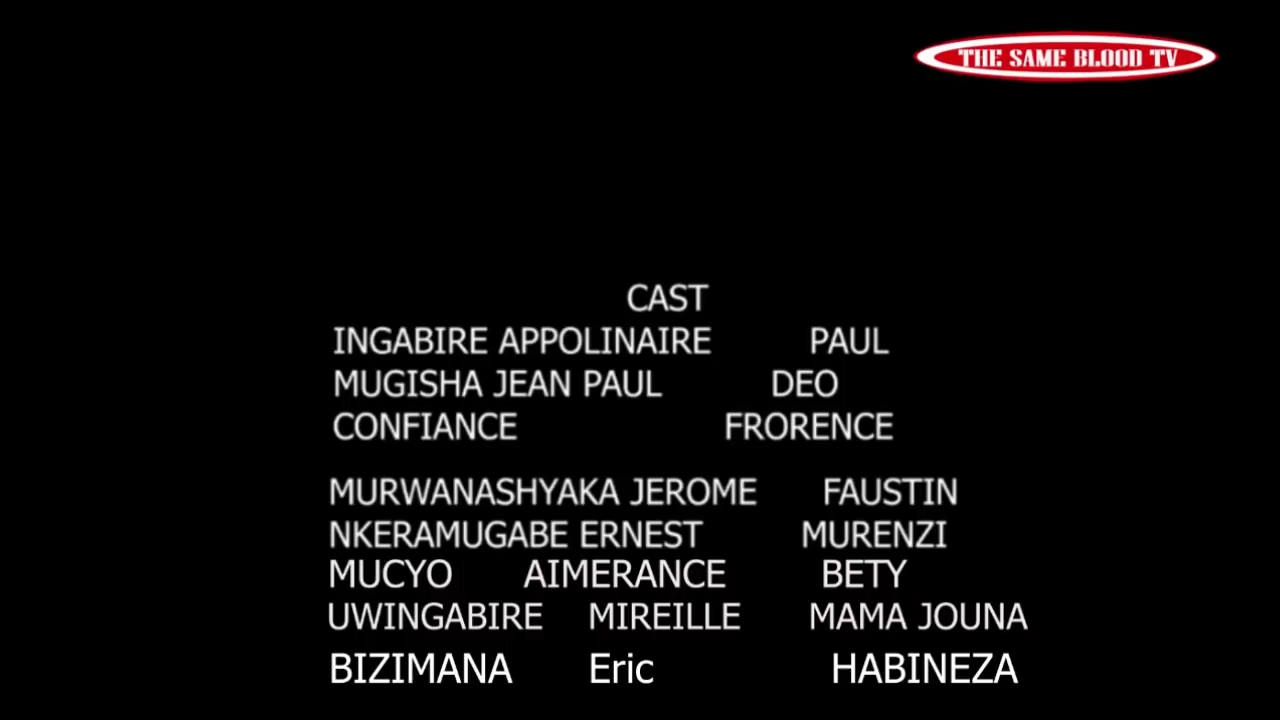 THE SAME BLOOD TV
CAST
INGABIRE APPOLINAIRE PAUL
MUGISHA JEAN PAUL DEO
CONFIANCE FRORENCE
MURWANASHYAKA JEROME FAUSTIN
NKERAMUGABE ERNEST MURENZI
MUCYO AIMERANCE BETY
UWINGABIRE MIREILLE MAMA JOUNA
BIZIMANA Eric HABINEZA